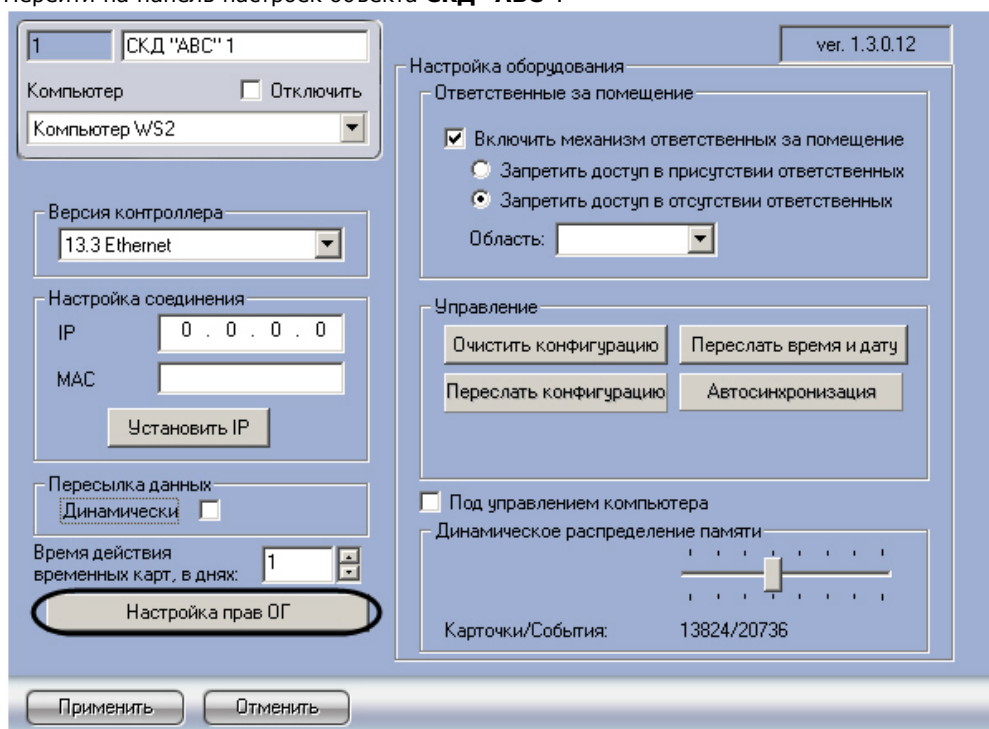 Перейти на панель настроек объекта СКД "ABC".
1
СКД "ABC" 1
Компьютер
Отключить
Компьютер WS2
Версия контроллера
13.3 Ethernet
Настройка соединения
IP
0 . 0 . 0 . 0
MAC
Установить IP
Пересылка данных
Динамически
Время действия
временных карт, в днях:
1
Настройка прав ОГ
ver. 1.3.0.12
Настройка оборудования
Ответственные за помещение
Включить механизм ответственных за помещение
Запретить доступ в присутствии ответственных
Запретить доступ в отсутствии ответственных
Область:
Управление
Очистить конфигурацию
Переслать время и дату
Переслать конфигурацию
Автосинхронизация
Под управлением компьютера
Динамическое распределение памяти
Карточки/События:
13824/20736
Применить
Отменить